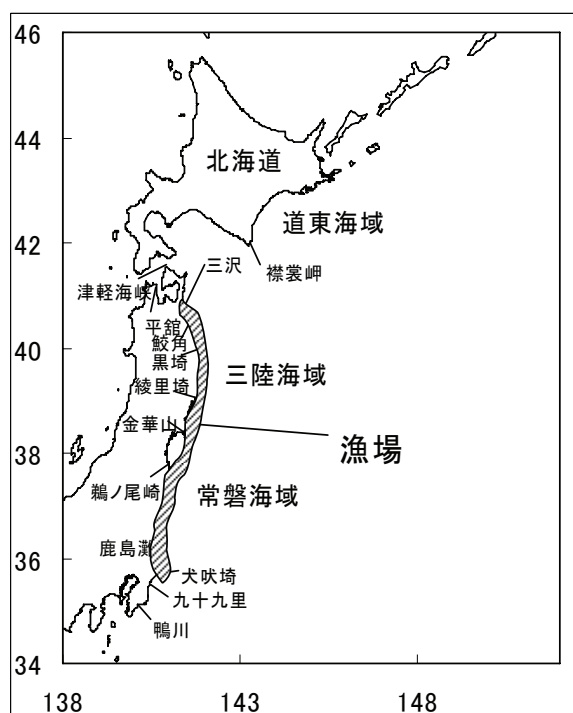 46
44
42
40
38
36
34
138
143
148
北海道
道東海域
襟裳岬
三沢
津軽海峡
平舘
鮫角
黒埼
三陸海域
綾里埼
金華山
漁場
鵜ノ尾崎
常磐海域
鹿島灘
犬吠埼
九十九里
鴨川